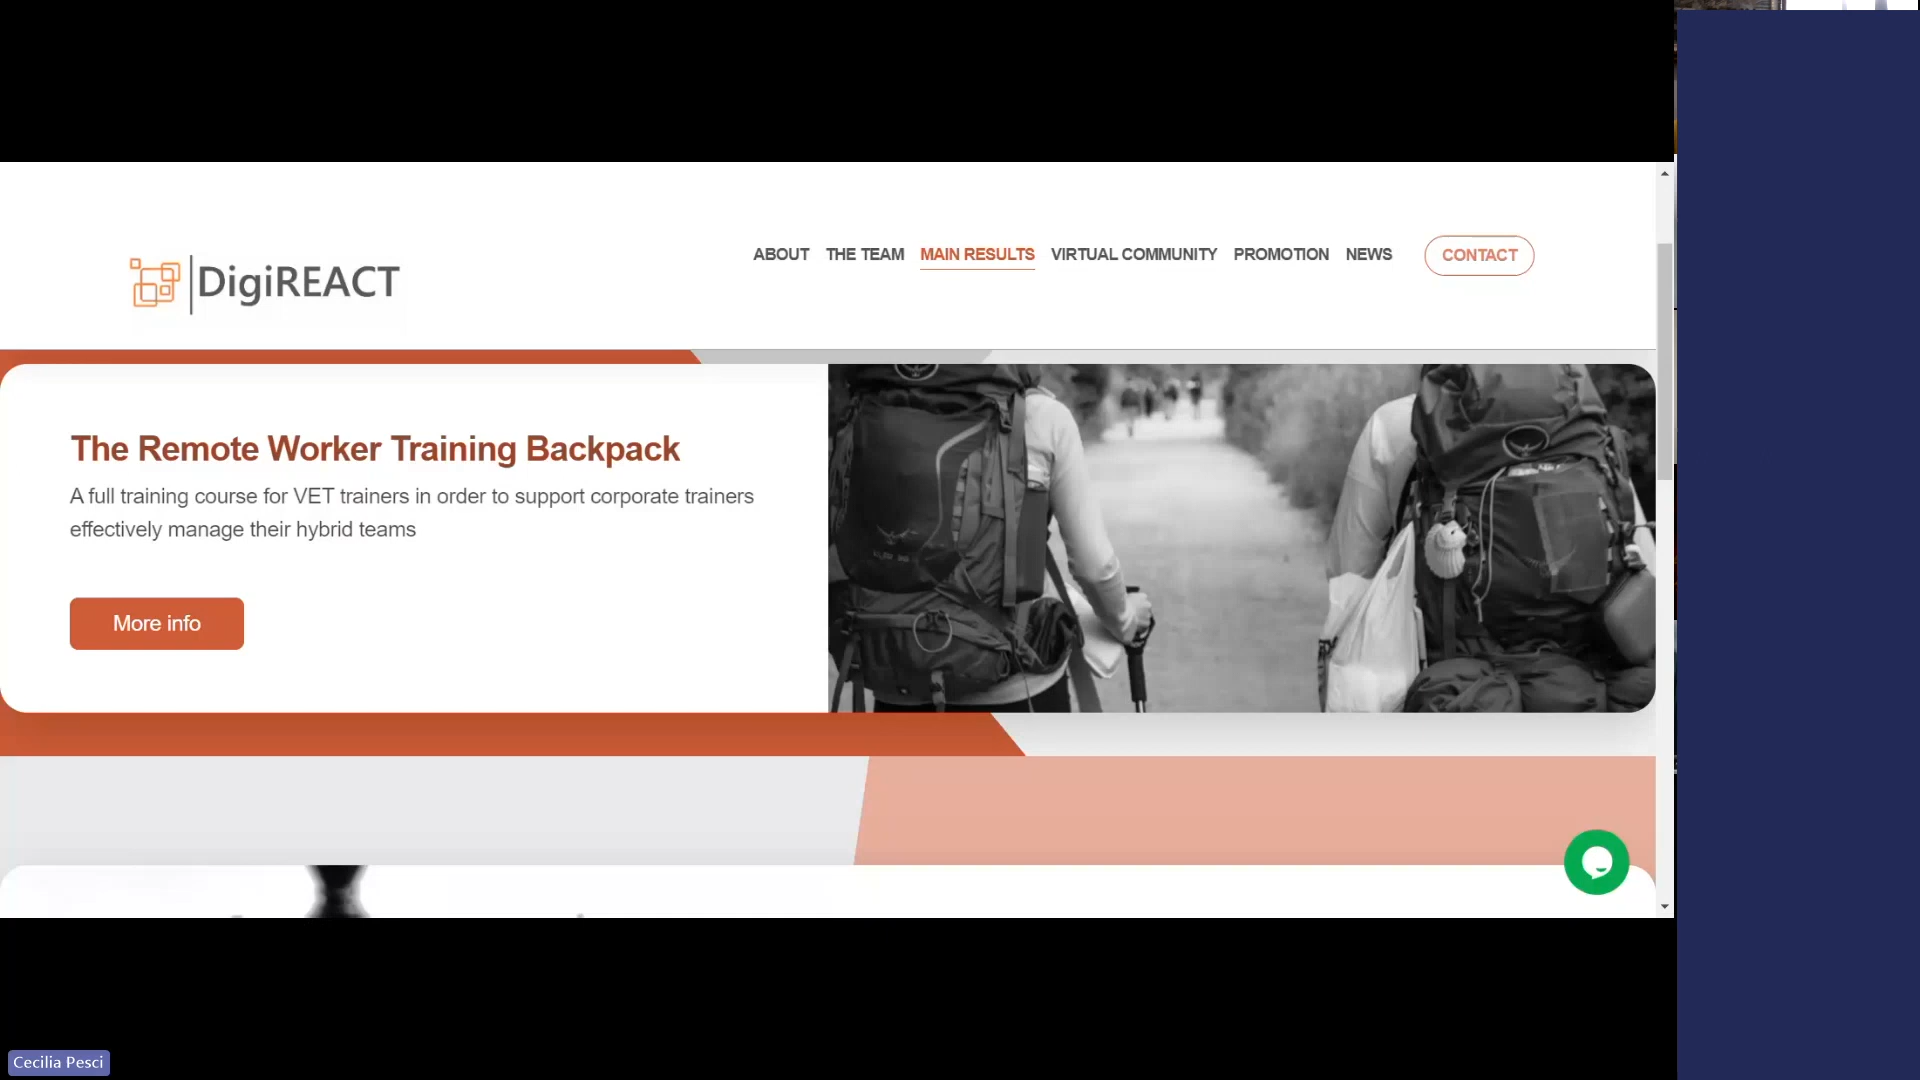 DigiREACT
ABOUT THE TEAM MAIN RESULTS VIRTUAL COMMUNITY PROMOTION NEWS CONTACT
The Remote Worker Training Backpack
A full training course for VET trainers in order to support corporate trainers
effectively manage their hybrid teams
More info
Cecilia Pesci